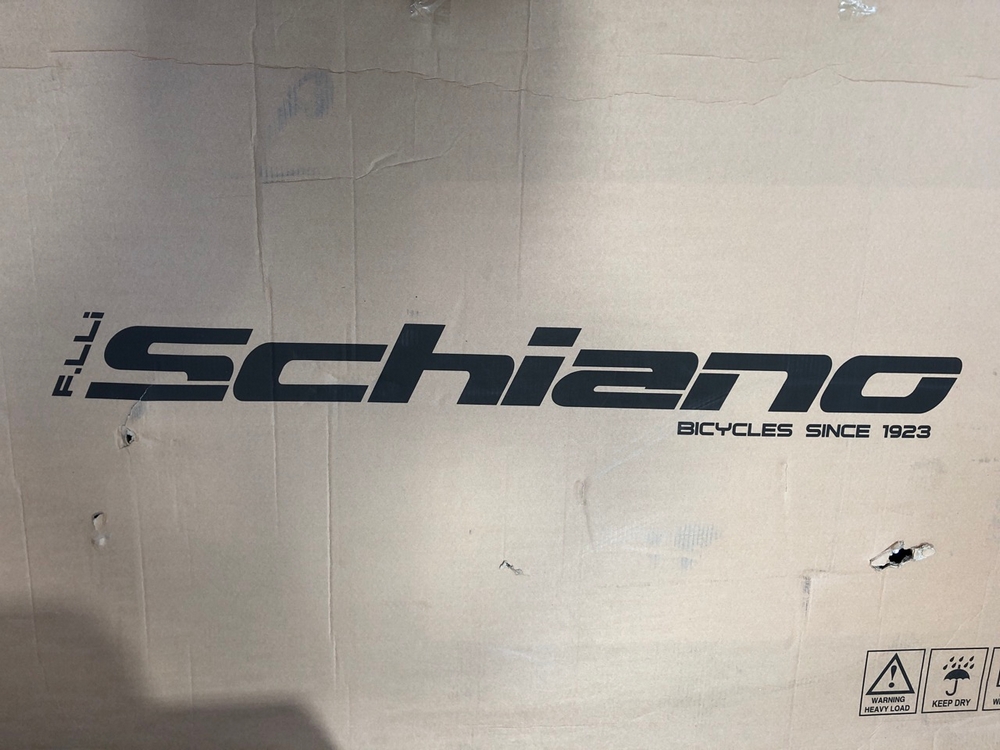 F.LLi
Schiano
BICYCLES SINCE 1923
WARNING
HEAVY LOAD
KEEP DRY